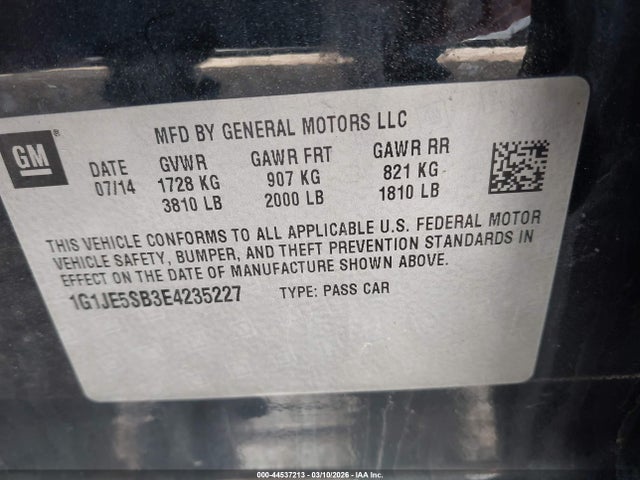 MFD BY GENERAL MOTORS LLC
GM®
DATE GVWR GAWR FRT GAWR RR
07/14 1728 KG 907 KG 821 KG
3810 LB 2000 LB 1810 LB
THIS VEHICLE CONFORMS TO ALL APPLICABLE U.S. FEDERAL MOTOR
VEHICLE SAFETY, BUMPER, AND THEFT PREVENTION STANDARDS IN
EFFECT ON THE DATE OF MANUFACTURE SHOWN ABOVE.
1G1JE5SB3E4235227 TYPE: PASS CAR
000-44537213 - 03/10/2026 - IAA Inc.